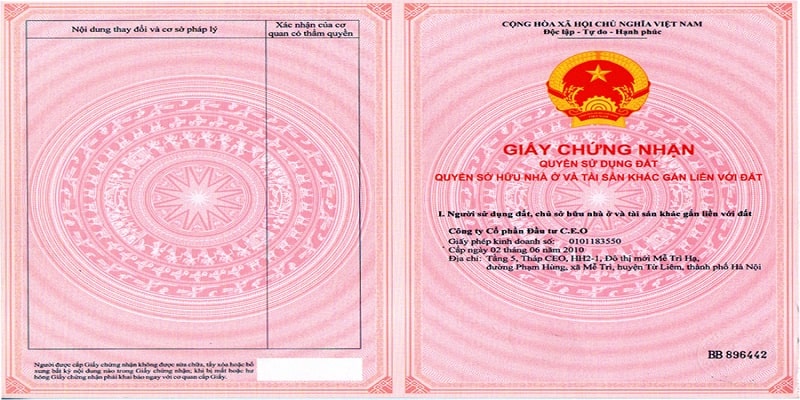 Nội dung thay đổi và cơ sở pháp lý
Xác nhận của cơ
quan có thẩm quyền
Người được cấp Giấy chứng nhận không được sửa chữa, tẩy xóa hoặc bổ
sung bất kỳ nội dung nào trong Giấy chứng nhận; khi bị mất hoặc hư
hỏng Giấy chứng nhận phải khai báo ngay với cơ quan cấp Giấy.
CỘNG HÒA XÃ HỘI CHỦ NGHĨA VIỆT NAM
Độc lập - Tự do - Hạnh phúc
GIẤY CHỨNG NHẬN
QUYỀN SỬ DỤNG ĐẤT
QUYỀN SỞ HỮU NHÀ Ở VÀ TÀI SẢN KHÁC GẮN LIỀN VỚI ĐẤT
I. Người sử dụng đất, chủ sở hữu nhà ở và tài sản khác gắn liền với đất
Công ty Cổ phần Đầu tư C.E.O
Giấy phép kinh doanh số: 0101183550
Cấp ngày 02 tháng 06 năm 2010
Địa chỉ: Tầng 5, Tháp CEO, HH2-1, Đô thị mới Mễ Trì Hạ,
đường Phạm Hùng, xã Mễ Trì, huyện Từ Liêm, thành phố Hà Nội
BB 896442